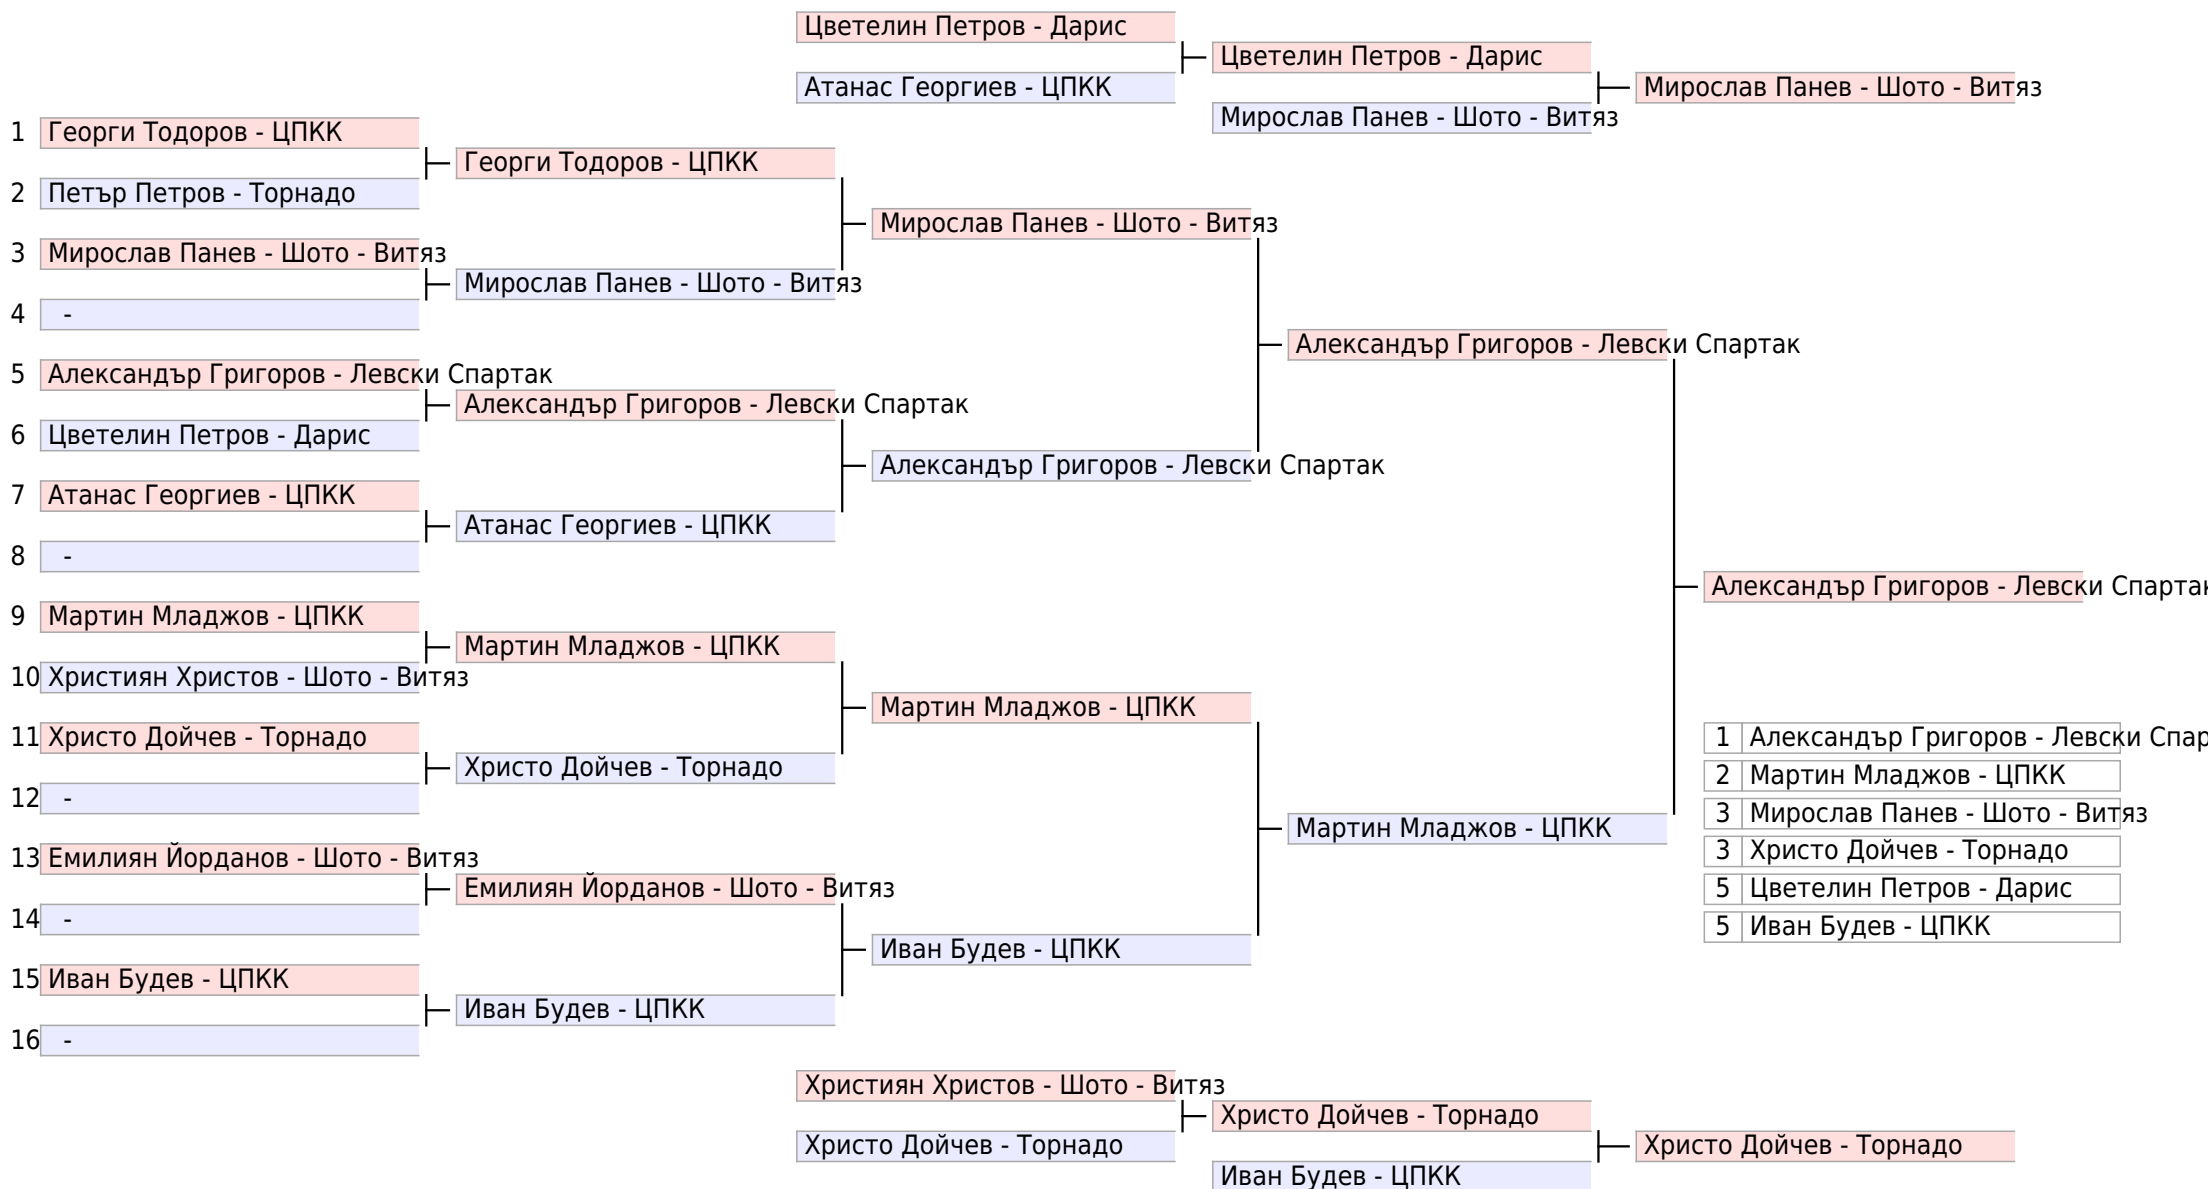 Цветелин Петров - Дарис
Цветелин Петров - Дарис
Атанас Георгиев - ЦПКК
Мирослав Панев - Шото - Витяз
Мирослав Панев - Шото - Витяз
1 Георги Тодоров - ЦПКК
Георги Тодоров - ЦПКК
2 Петър Петров - Торнадо
Мирослав Панев - Шото - Витяз
3 Мирослав Панев - Шото - Витяз
Мирослав Панев - Шото - Витяз
4 -
Александър Григоров - Левски Спартак
5 Александър Григоров - Левски Спартак
Александър Григоров - Левски Спартак
6 Цветелин Петров - Дарис
Александър Григоров - Левски Спартак
7 Атанас Георгиев - ЦПКК
Атанас Георгиев - ЦПКК
8 -
Александър Григоров - Левски Спартак
9 Мартин Младжов - ЦПКК
Мартин Младжов - ЦПКК
10 Християн Христов - Шото - Витяз
Мартин Младжов - ЦПКК
11 Христо Дойчев - Торнадо
Христо Дойчев - Торнадо
12 -
Мартин Младжов - ЦПКК
13 Емилиян Йорданов - Шото - Витяз
Емилиян Йорданов - Шото - Витяз
14 -
Иван Будев - ЦПКК
15 Иван Будев - ЦПКК
Иван Будев - ЦПКК
16 -
1 Александър Григоров - Левски Спар
2 Мартин Младжов - ЦПКК
3 Мирослав Панев - Шото - Витяз
3 Христо Дойчев - Торнадо
5 Цветелин Петров - Дарис
5 Иван Будев - ЦПКК
Християн Христов - Шото - Витяз
Христо Дойчев - Торнадо
Христо Дойчев - Торнадо
Христо Дойчев - Торнадо
Иван Будев - ЦПКК